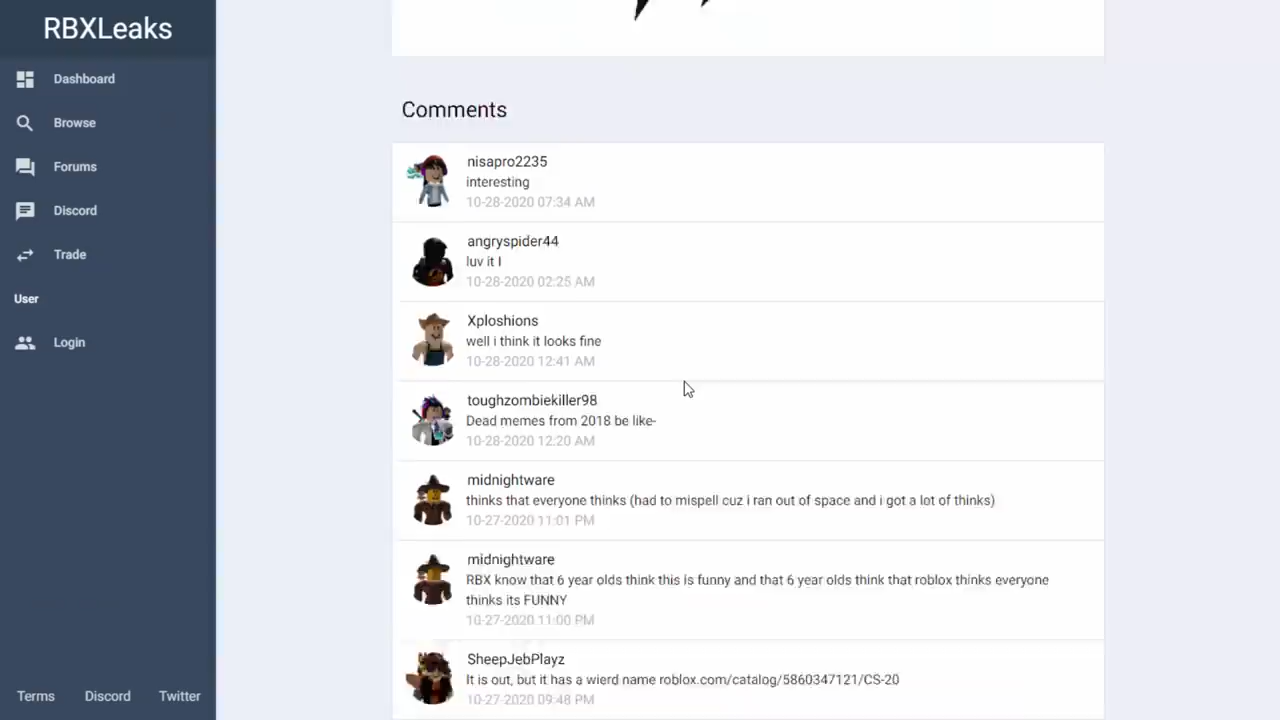 RBXLeaks
Dashboard
Browse
Forums
Discord
Trade
User
Login
Terms Discord Twitter
Comments
nisapro2235
interesting
10-28-2020 07:34 AM
angryspider44
luv it I
10-28-2020 02:25 AM
Xploshions
well i think it looks fine
10-28-2020 12:41 AM
toughzombiekiller98
Dead memes from 2018 be like-
10-28-2020 12:20 AM
midnightware
thinks that everyone thinks (had to mispell cuz i ran out of space and i got a lot of thinks)
10-27-2020 11:01 PM
midnightware
RBX know that 6 year olds think this is funny and that 6 year olds think that roblox thinks everyone
thinks its FUNNY
10-27-2020 11:00 PM
SheepJebPlayz
It is out, but it has a wierd name roblox.com/catalog/5860347121/CS-20
10-27-2020 09:48 PM